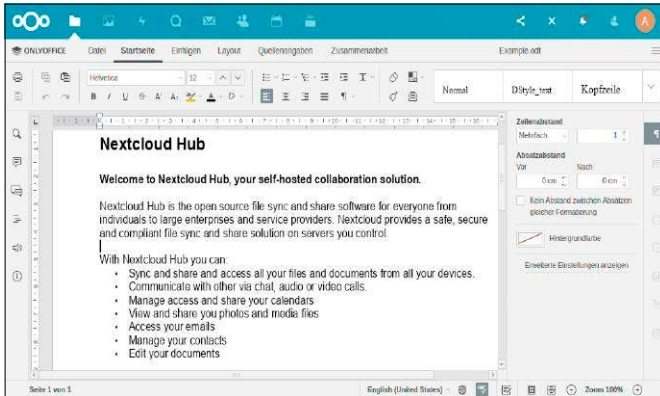 A
ONLYOFFICE Datei Startseite Einfügen Layout Quellenangaben Zusammenarbeit Example.odt
Helvetica 12 Normal DStyle_text Kopfzeile
Nextcloud Hub
Welcome to Nextcloud Hub, your self-hosted collaboration solution.
Nextcloud Hub is the open source file sync and share software for everyone from
individuals to large enterprises and service providers. Nextcloud provides a safe, secure
and compliant file sync and share solution on servers you control.
With Nextcloud Hub you can:
• Sync and share and access all your files and documents from all your devices.
• Communicate with other via chat, audio or video calls.
• Manage access and share your calendars
• View and share you photos and media files
• Access your emails
• Manage your contacts
• Edit your documents
Zeilenabstand
Mehrfach 1
Absatzabstand
Vor Nach
0 cm 0 cm
Kein Abstand zwischen Absätzen
gleicher Formatierung
Hintergrundfarbe
Erweiterte Einstellungen anzeigen
Seite 1 von 1 English (United States) Zoom 100%